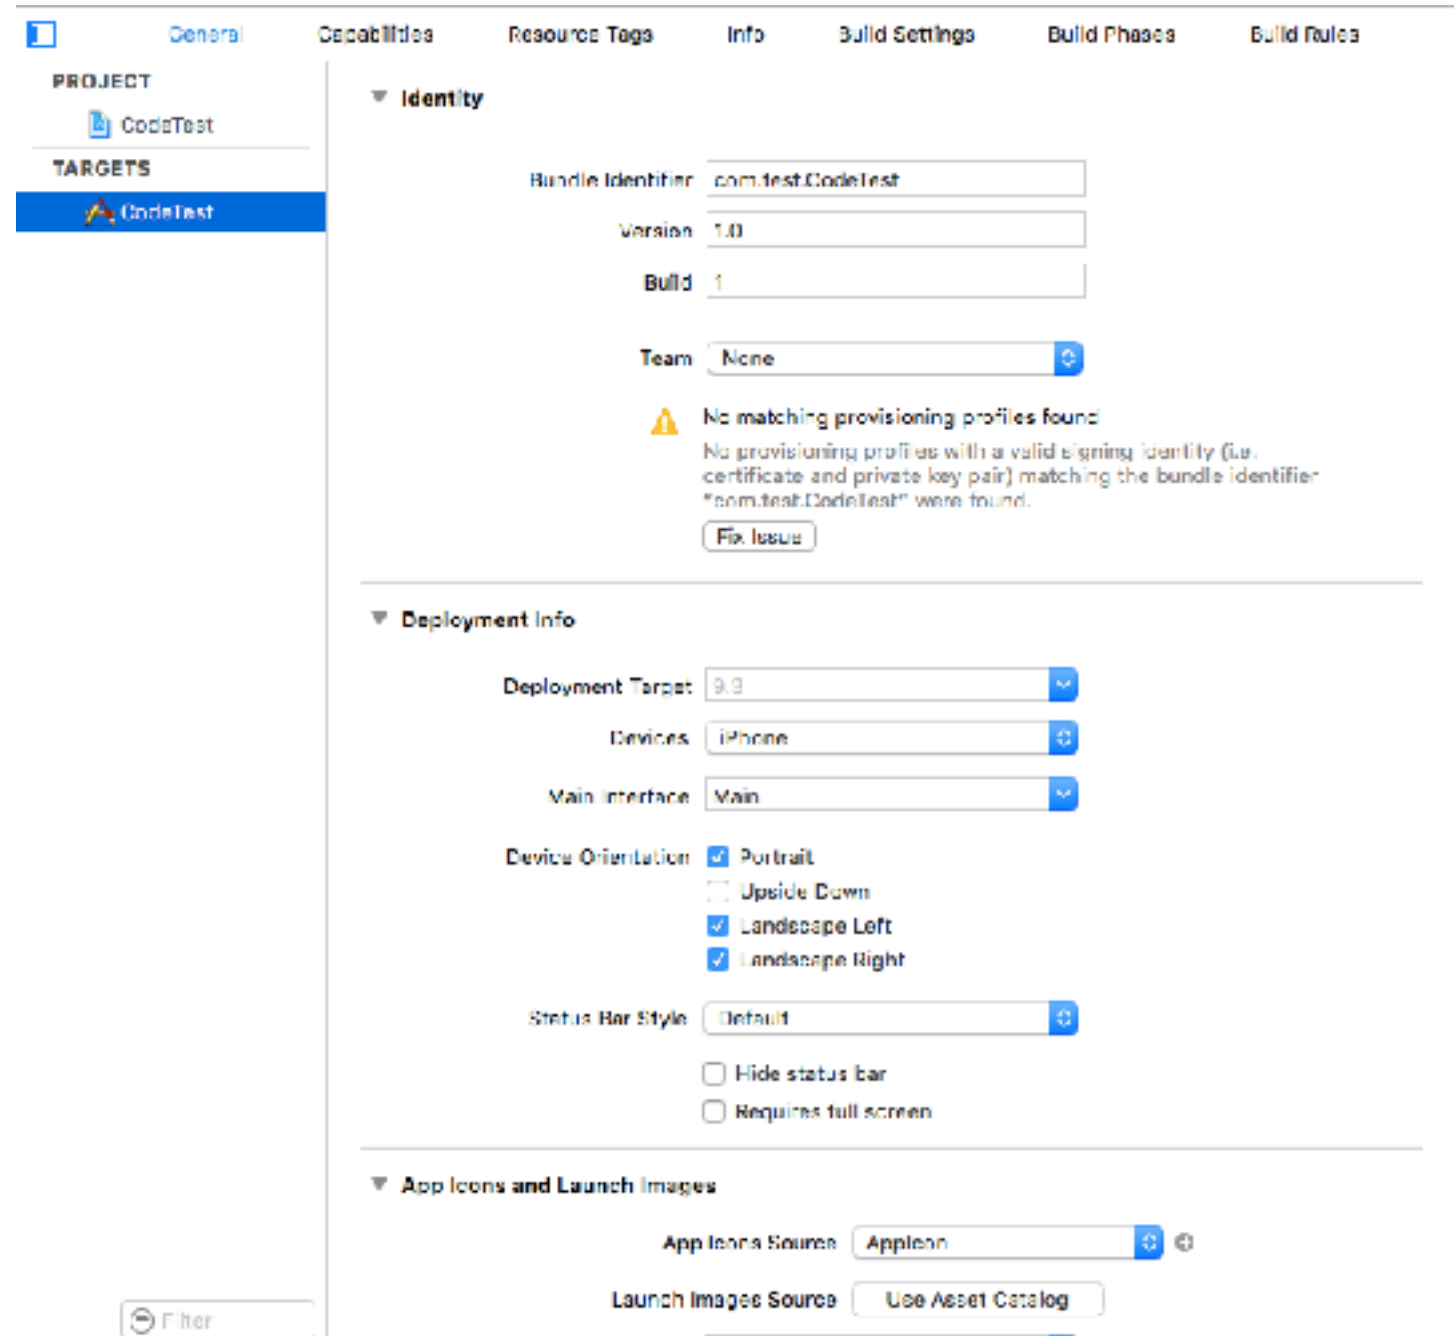 General Capabilities Resource Tags Info Build Settings Build Phases Build Rules
PROJECT
CodeTest
TARGETS
CodeTest
Identity
Bundle Identifier com.test.CodeTest
Version 1.0
Build 1
Team None
No matching provisioning profiles found
No provisioning profiles with a valid signing identity (i.e.
certificate and private key pair) matching the bundle identifier
"com.test.CodeTest" were found.
Fix Issue
Deployment Info
Deployment Target 9.3
Devices iPhone
Main Interface Main
Device Orientation Portrait
Upside Down
Landscape Left
Landscape Right
Status Bar Style Default
Hide status bar
Requires full screen
App Icons and Launch Images
App Icons Source AppIcon
Launch Images Source Use Asset Catalog
Filter